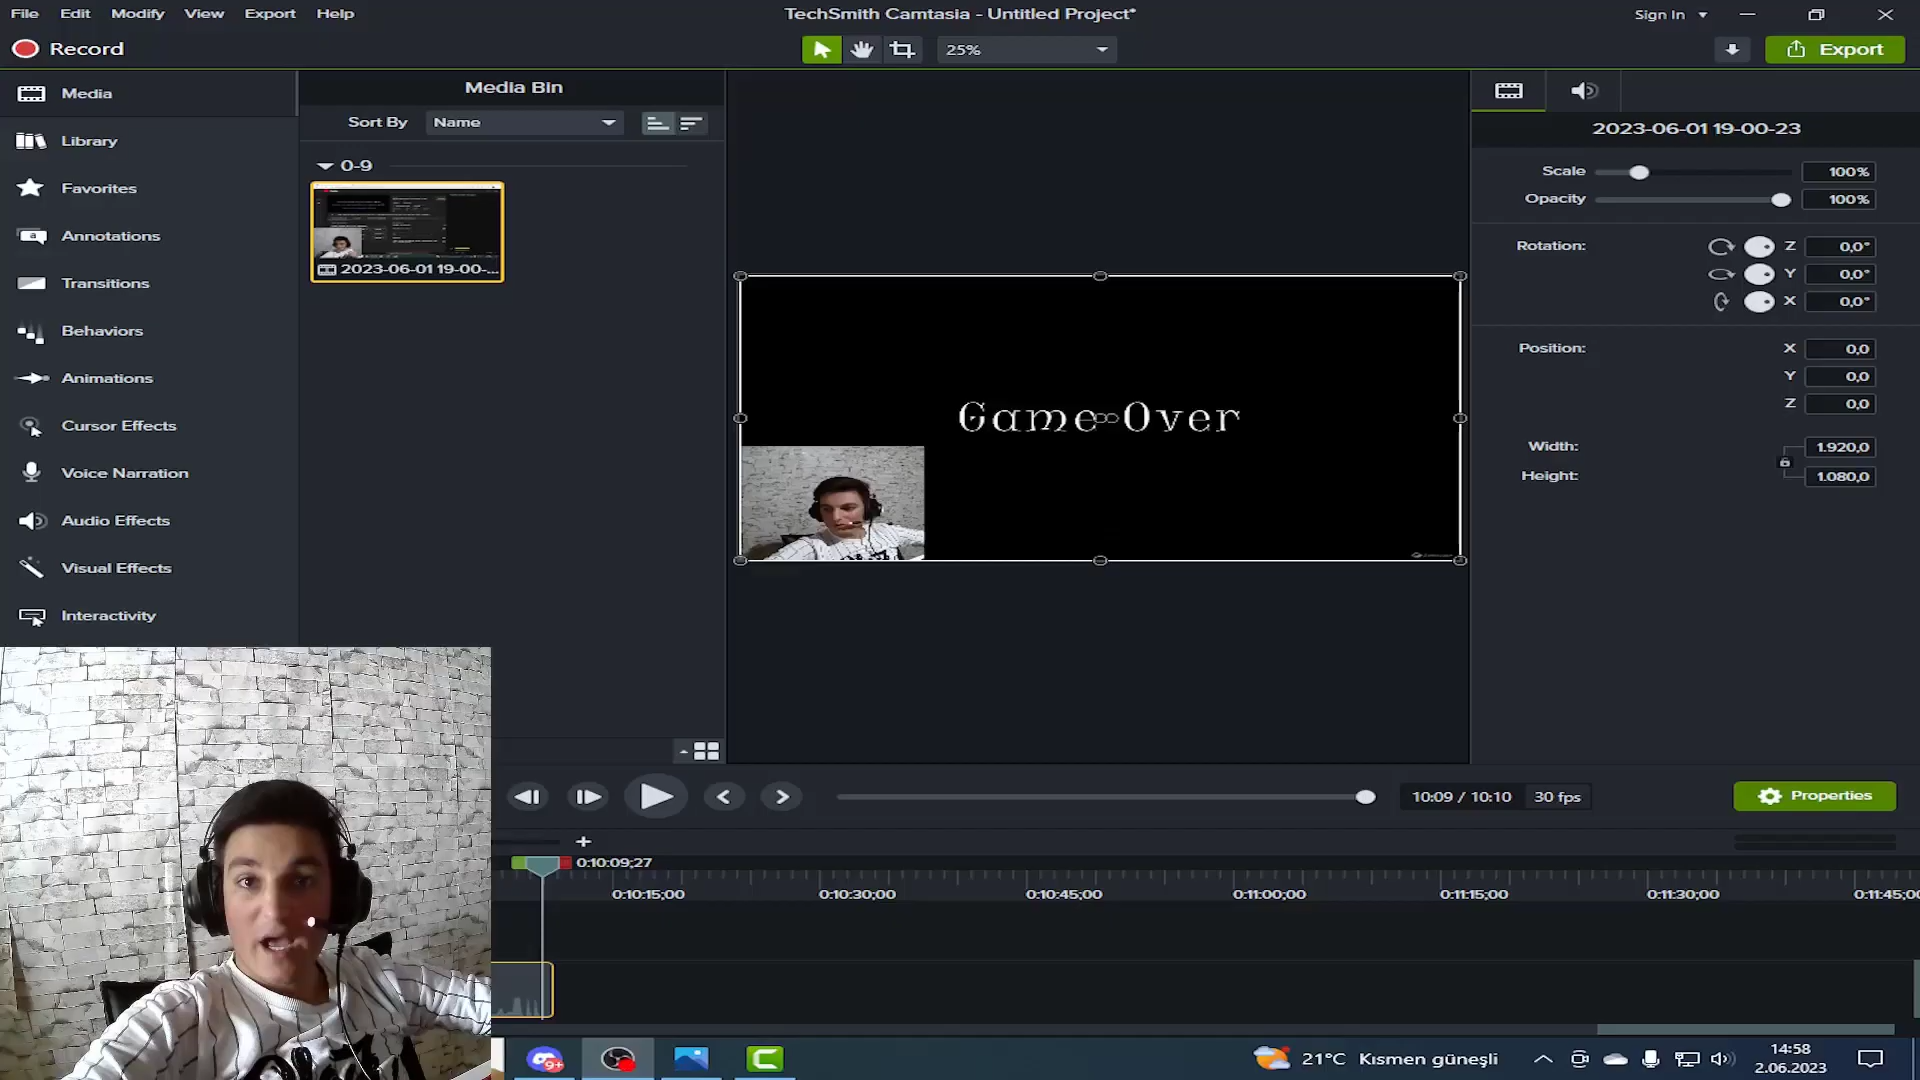 File Edit Modify View Export Help
TechSmith Camtasia - Untitled Project*
Sign In
Record
25%
Export
Media
Library
Favorites
Annotations
Transitions
Behaviors
Animations
Cursor Effects
Voice Narration
Audio Effects
Visual Effects
Interactivity
Media Bin
Sort By Name
0-9
2023-06-01 19-00-...
Game Over
2023-06-01 19-00-23
Scale 100%
Opacity 100%
Rotation: Z 0,0°
Y 0,0°
X 0,0°
Position: X 0,0
Y 0,0
Z 0,0
Width: 1.920,0
Height: 1.080,0
10:09 / 10:10 30 fps
Properties
0:10:09;27
0:10:15;00 0:10:30;00 0:10:45;00 0:11:00;00 0:11:15;00 0:11:30;00 0:11:45;00
9+
21°C Kısmen güneşli
14:58
2.06.2023